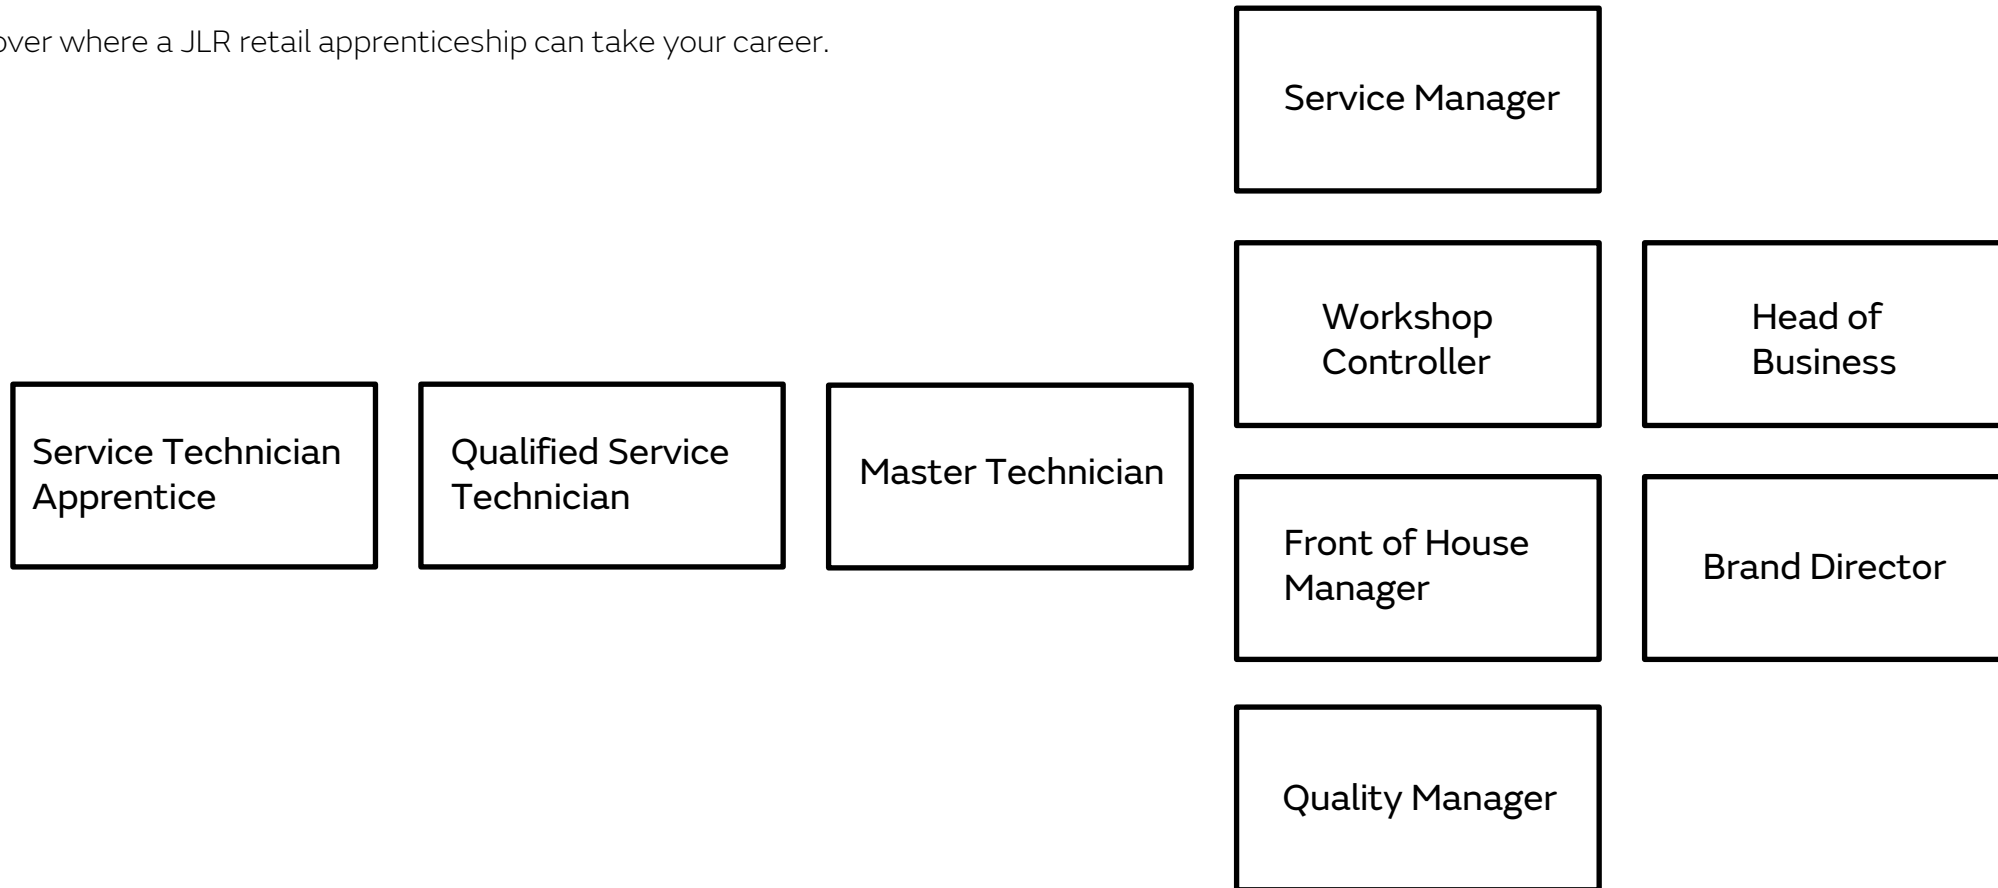 over where a JLR retail apprenticeship can take your career.
Service Manager
Workshop
Controller
Head of
Business
Service Technician
Apprentice
Qualified Service
Technician
Master Technician
Front of House
Manager
Brand Director
Quality Manager